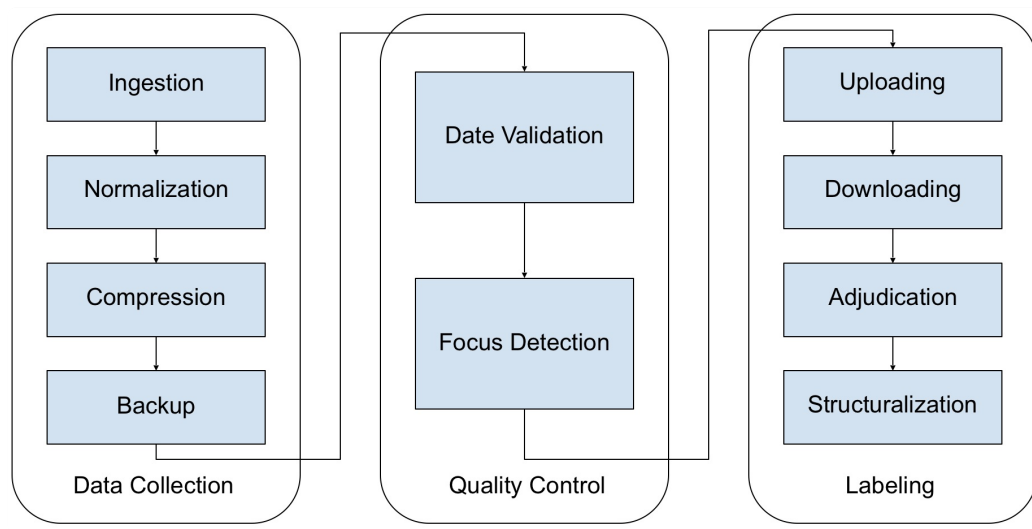 Ingestion
Normalization
Compression
Backup
Data Collection
Date Validation
Focus Detection
Quality Control
Uploading
Downloading
Adjudication
Structuralization
Labeling